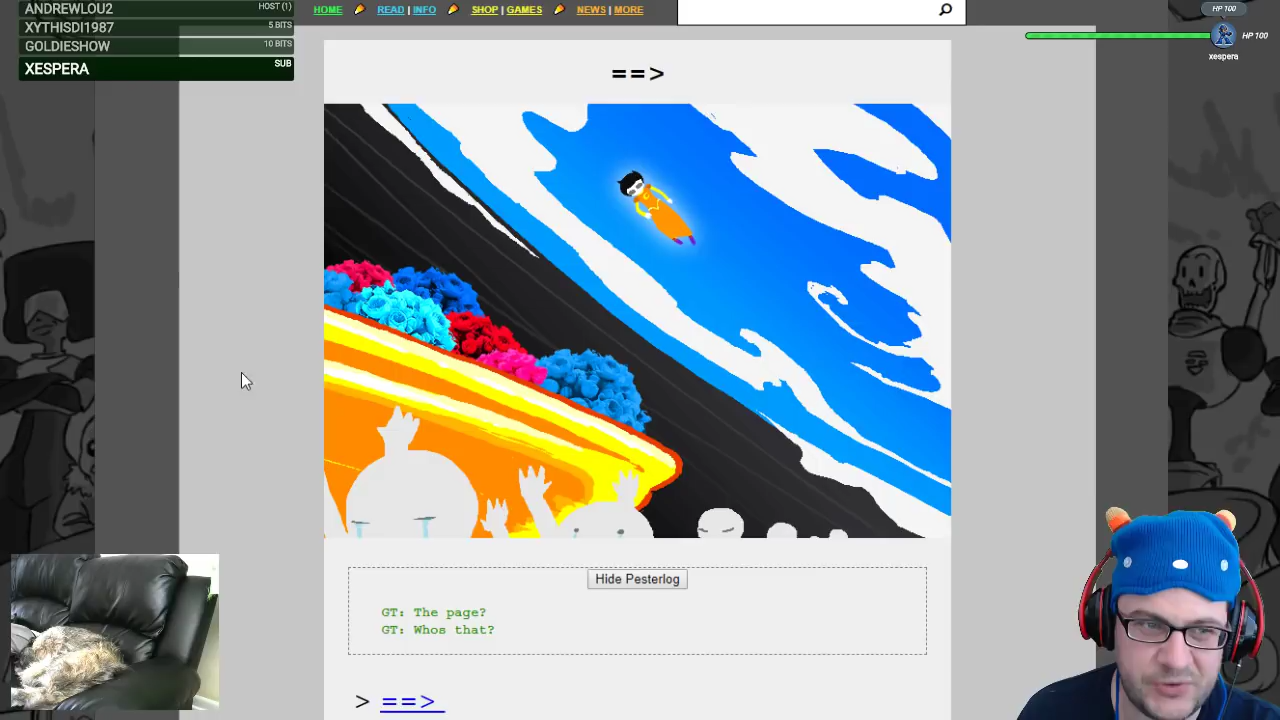 ANDREWLOU2 HOST (1)
XYTHISDI1987 5 BITS
GOLDIESHOW 10 BITS
XESPERA SUB
HOME READ | INFO SHOP | GAMES NEWS | MORE
HP 100
HP 100
xespera
==>
Hide Pesterlog
GT: The page?
GT: Whos that?
> ==>